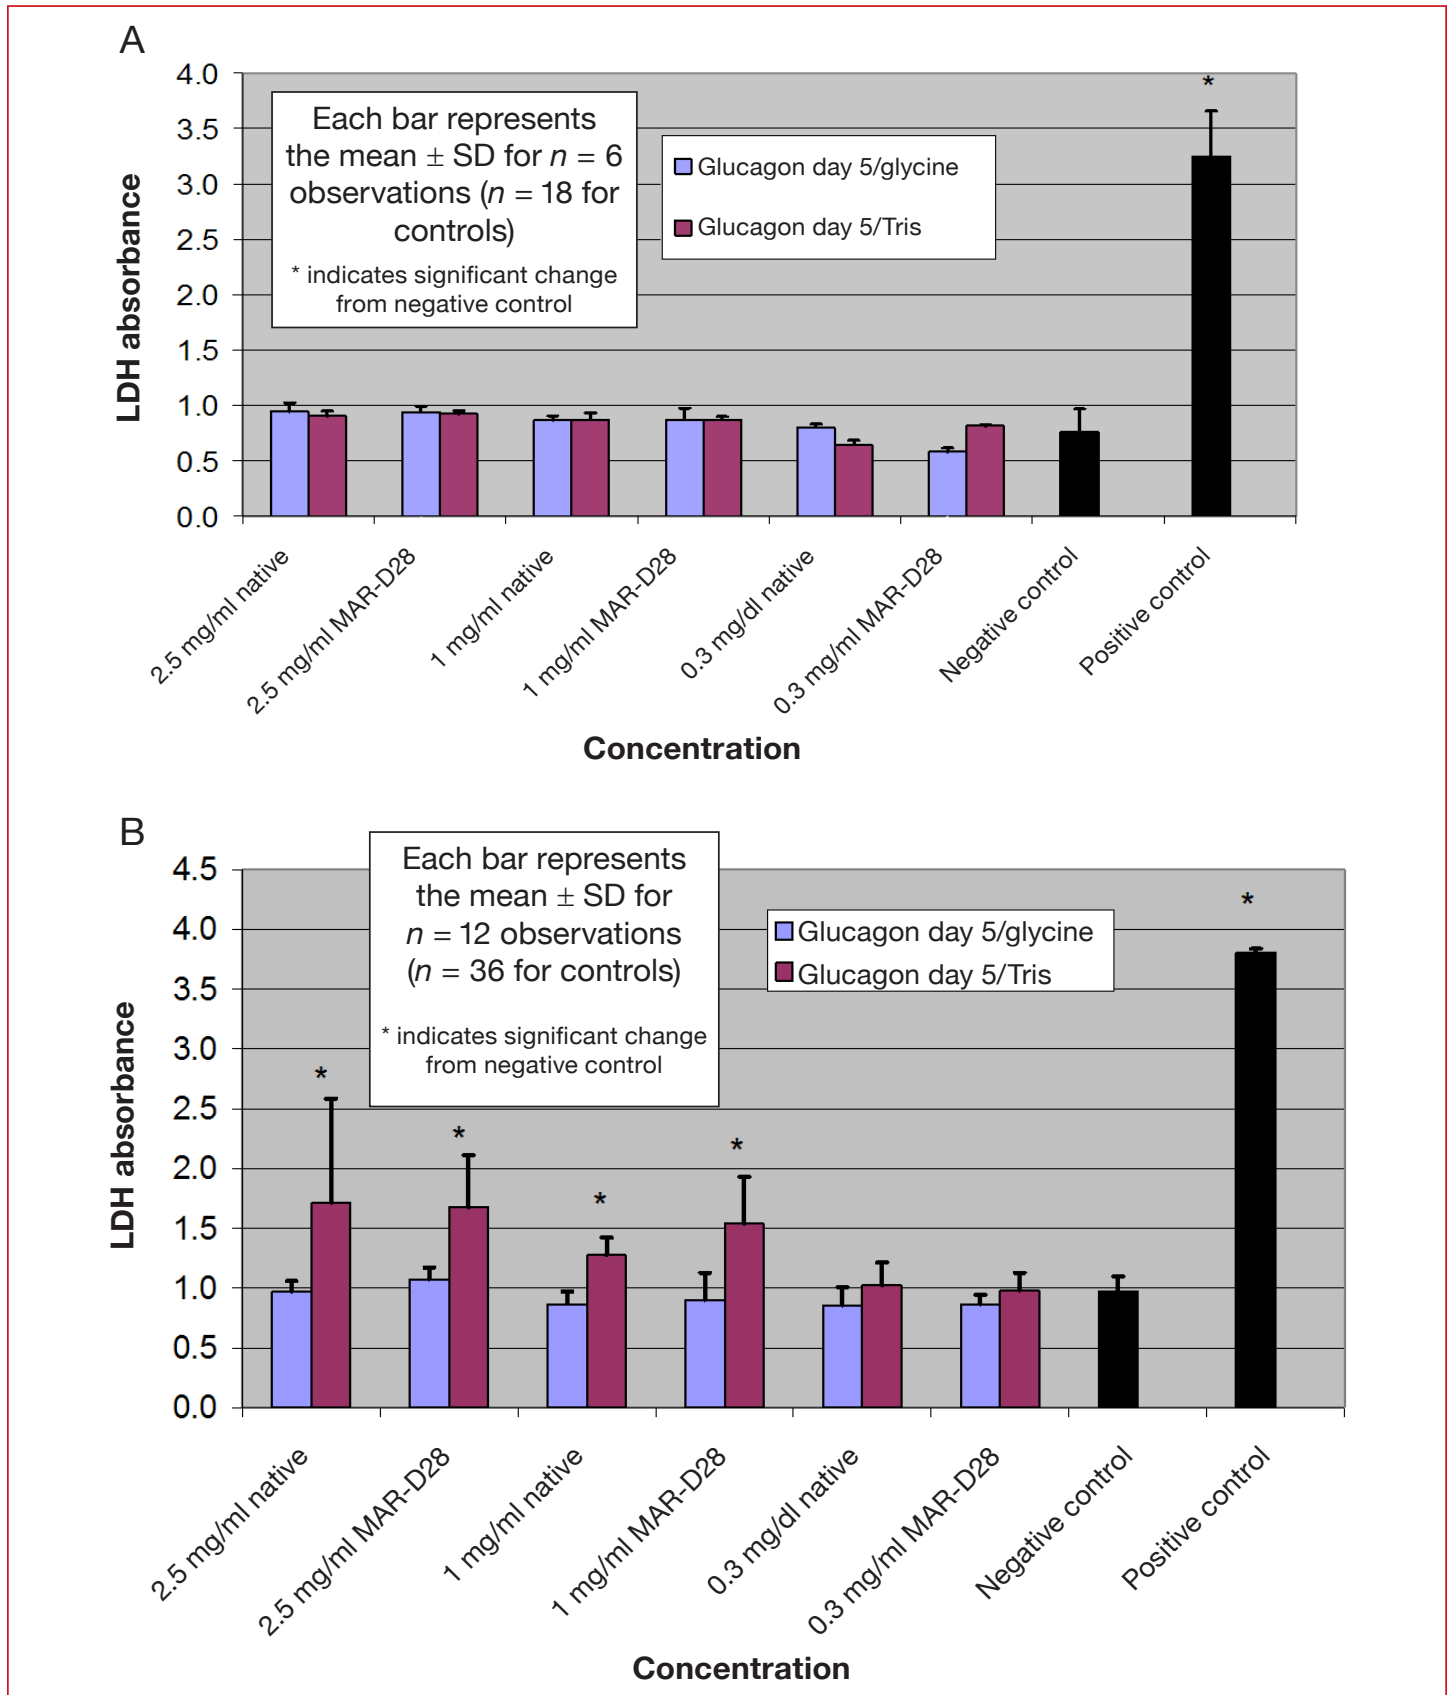 A
4.0
3.5
3.0
2.5
2.0
1.5
1.0
0.5
0.0
LDH absorbance
Each bar represents
the mean ± SD for n = 6
observations (n = 18 for
controls)
* indicates significant change
from negative control
Glucagon day 5/glycine
Glucagon day 5/Tris
*
2.5 mg/ml native
2.5 mg/ml MAR-D28
1 mg/ml native
1 mg/ml MAR-D28
0.3 mg/dl native
0.3 mg/ml MAR-D28
Negative control
Positive control
Concentration
B
4.5
4.0
3.5
3.0
2.5
2.0
1.5
1.0
0.5
0.0
LDH absorbance
Each bar represents
the mean ± SD for
n = 12 observations
(n = 36 for controls)
* indicates significant change
from negative control
Glucagon day 5/glycine
Glucagon day 5/Tris
*
*
*
*
*
2.5 mg/ml native
2.5 mg/ml MAR-D28
1 mg/ml native
1 mg/ml MAR-D28
0.3 mg/dl native
0.3 mg/ml MAR-D28
Negative control
Positive control
Concentration